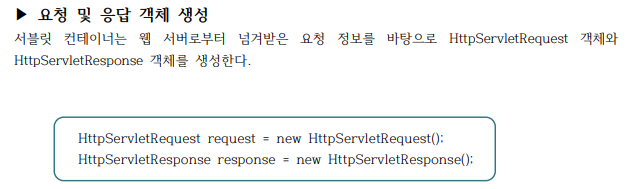 ▶ 요청 및 응답 객체 생성
서블릿 컨테이너는 웹 서버로부터 넘겨받은 요청 정보를 바탕으로 HttpServletRequest 객체와
HttpServletResponse 객체를 생성한다.
HttpServletRequest request = new HttpServletRequest();
HttpServletResponse response = new HttpServletResponse();